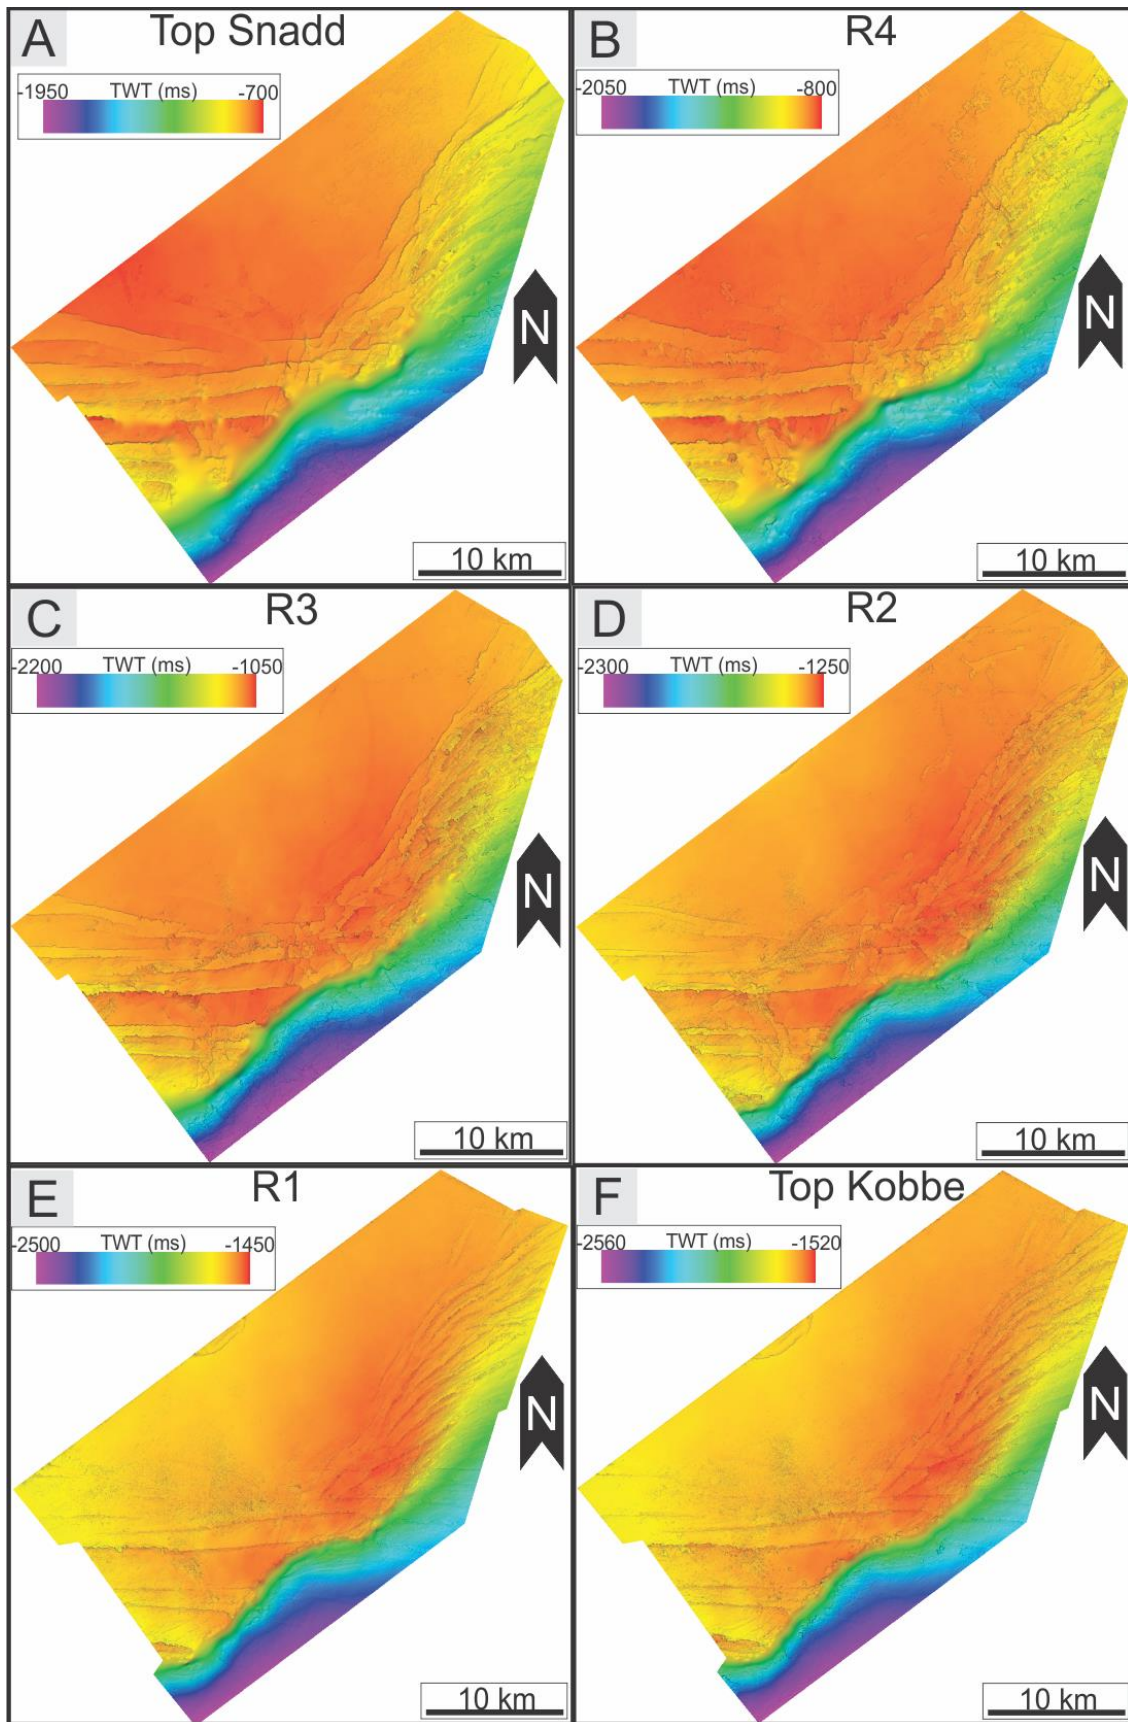 A
Top Snadd
-1950
TWT (ms)
-700
N
10 km
B
R4
-2050
TWT (ms)
-800
N
10 km
C
R3
-2200
TWT (ms)
-1050
N
10 km
D
R2
-2300
TWT (ms)
-1250
N
10 km
E
R1
-2500
TWT (ms)
-1450
N
10 km
F
Top Kobbe
-2560
TWT (ms)
-1520
N
10 km